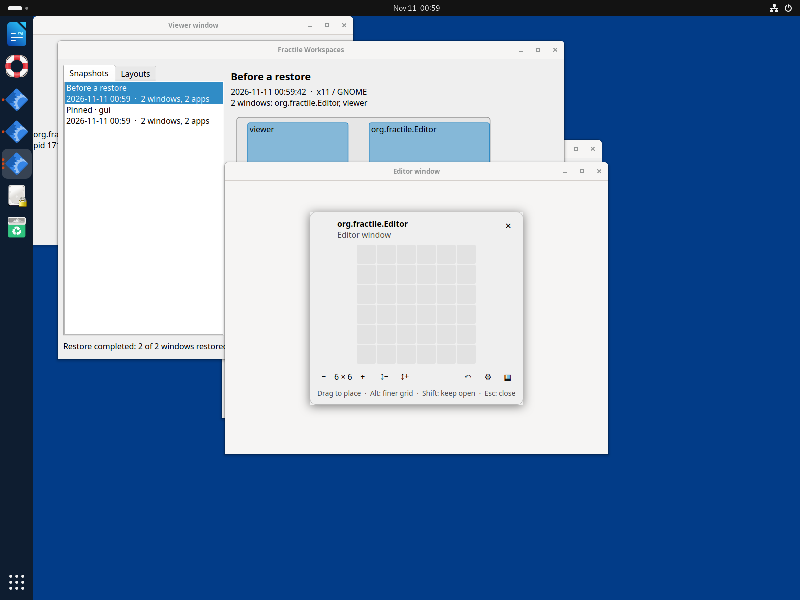 Nov 11 00:59
Viewer window
Fractile Workspaces
Snapshots
Layouts
Before a restore
2026-11-11 00:59 · 2 windows, 2 apps
Pinned · gui
2026-11-11 00:59 · 2 windows, 2 apps
Before a restore
2026-11-11 00:59:42 · x11 / GNOME
2 windows: org.fractile.Editor, viewer
viewer
org.fractile.Editor
pid
Restore completed: 2 of 2 windows restored
Editor window
org.fractile.Editor
Editor window
− 6 × 6 +
Drag to place · Alt: finer grid · Shift: keep open · Esc: close